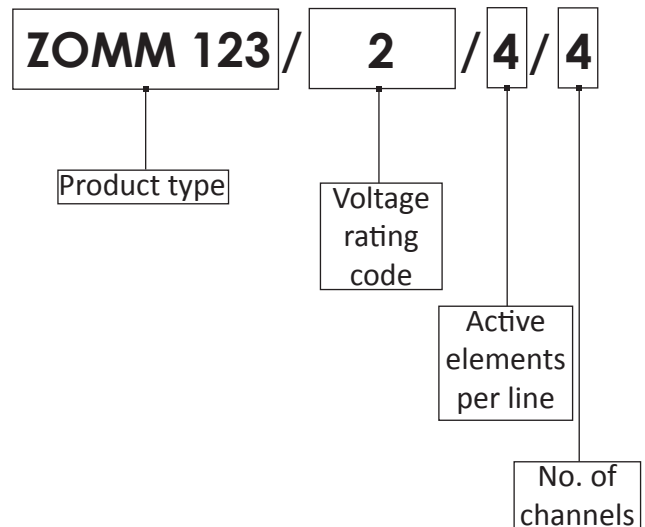 ZOMM 123/ 2 /4/ 4
Product type
Voltage
rating
code
Active
elements
per line
No. of
channels